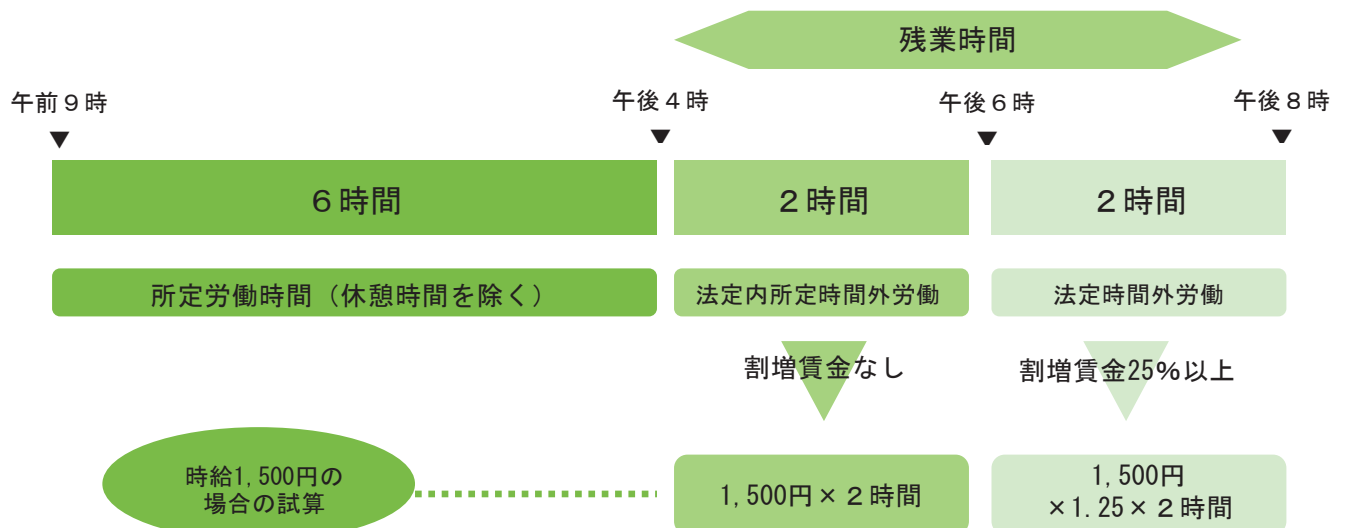 残業時間
午前９時
午後４時
午後６時
午後８時
６時間
２時間
２時間
所定労働時間（休憩時間を除く）
法定内所定時間外労働
法定時間外労働
割増賃金なし
割増賃金25％以上
時給1,500円の
場合の試算
1,500円×２時間
1,500円
×1.25×２時間